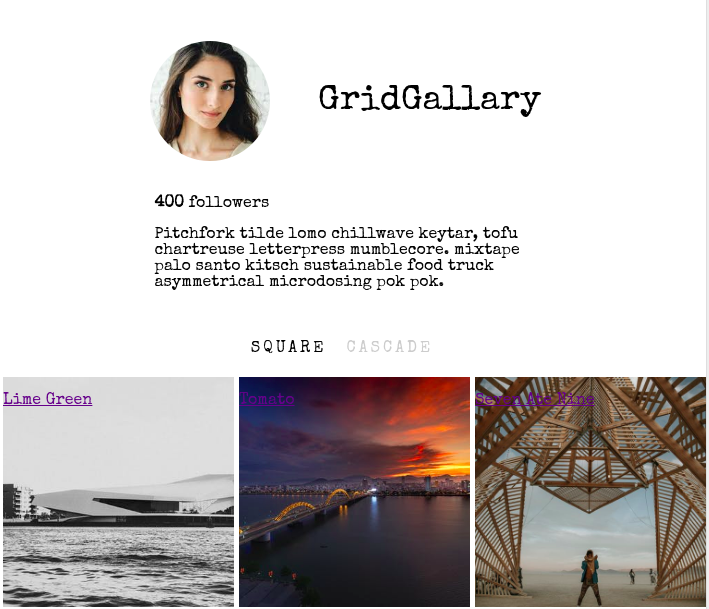 GridGallary
400 followers
Pitchfork tilde lomo chillwave keytar, tofu
chartreuse letterpress mumblecore. mixtape
palo santo kitsch sustainable food truck
asymmetrical microdosing pok pok.
SQUARE CASCADE
Lime Green Tomato Seven Ate Nine